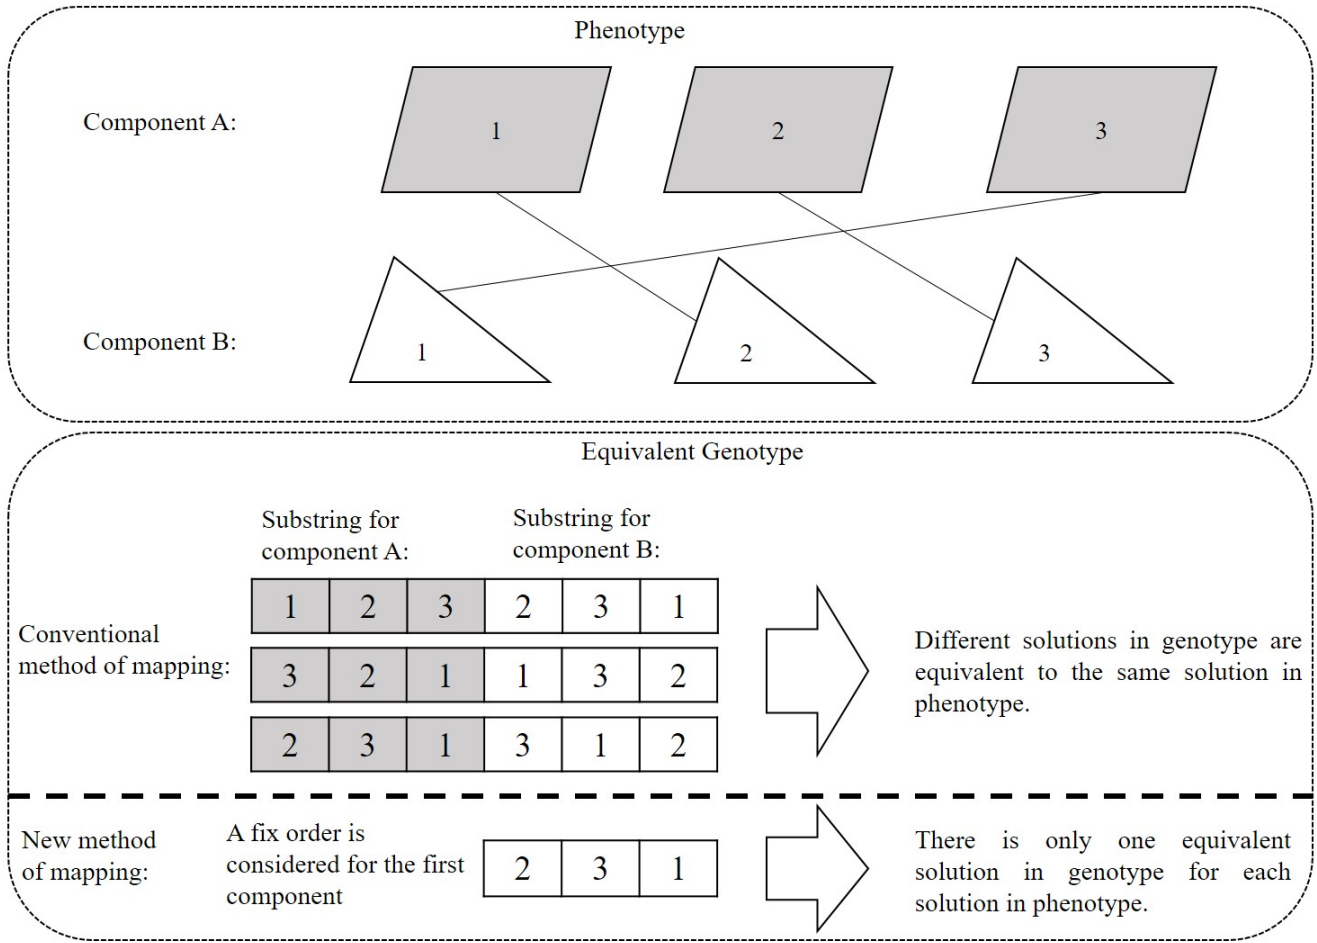 Phenotype
Component A:
1 2 3
Component B:
1 2 3
Equivalent Genotype
Substring for
component A:
Substring for
component B:
Conventional
method of mapping:
1 2 3 2 3 1
3 2 1 1 3 2
2 3 1 3 1 2
Different solutions in genotype are
equivalent to the same solution in
phenotype.
New method
of mapping:
A fix order is
considered for the first
component
2 3 1
There is only one equivalent
solution in genotype for each
solution in phenotype.